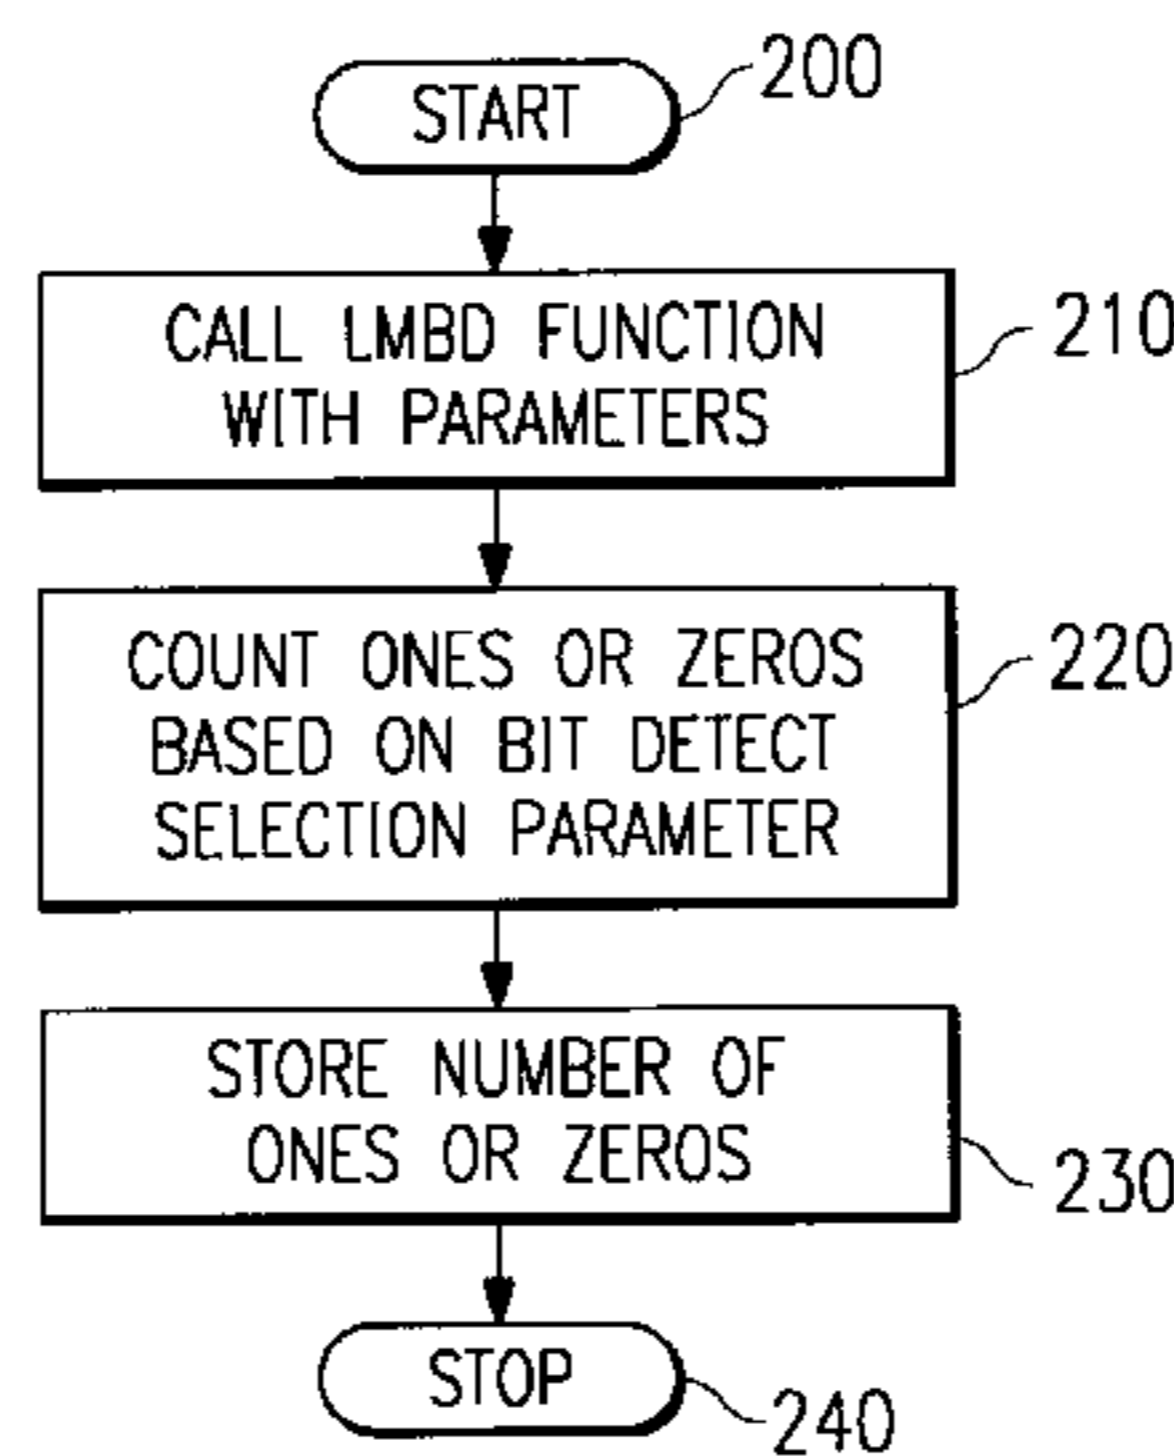 START
200
CALL LMBD FUNCTION
WITH PARAMETERS
210
COUNT ONES OR ZEROS
BASED ON BIT DETECT
SELECTION PARAMETER
220
STORE NUMBER OF
ONES OR ZEROS
230
STOP
240